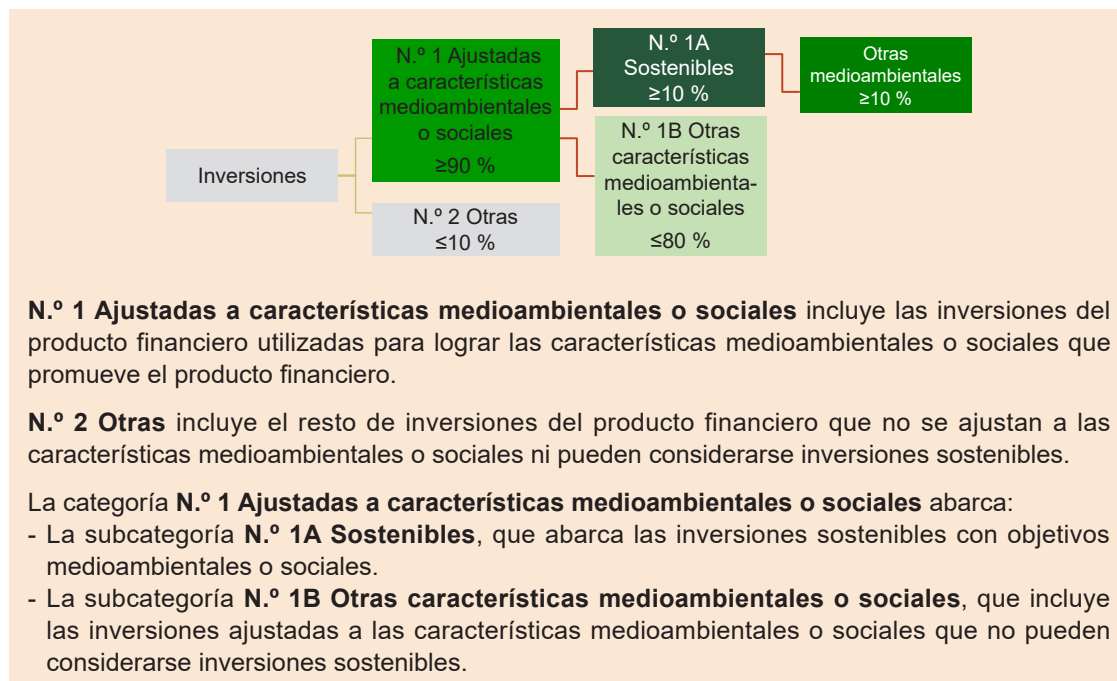 Inversiones
N.º 1 Ajustadas
a características
medioambientales
o sociales
≥90 %
N.º 2 Otras
≤10 %
N.º 1A
Sostenibles
≥10 %
N.º 1B Otras
características
medioambienta-
les o sociales
≤80 %
Otras
medioambientales
≥10 %
N.º 1 Ajustadas a características medioambientales o sociales incluye las inversiones del
producto financiero utilizadas para lograr las características medioambientales o sociales que
promueve el producto financiero.
N.º 2 Otras incluye el resto de inversiones del producto financiero que no se ajustan a las
características medioambientales o sociales ni pueden considerarse inversiones sostenibles.
La categoría N.º 1 Ajustadas a características medioambientales o sociales abarca:
- La subcategoría N.º 1A Sostenibles, que abarca las inversiones sostenibles con objetivos
medioambientales o sociales.
- La subcategoría N.º 1B Otras características medioambientales o sociales, que incluye
las inversiones ajustadas a las características medioambientales o sociales que no pueden
considerarse inversiones sostenibles.